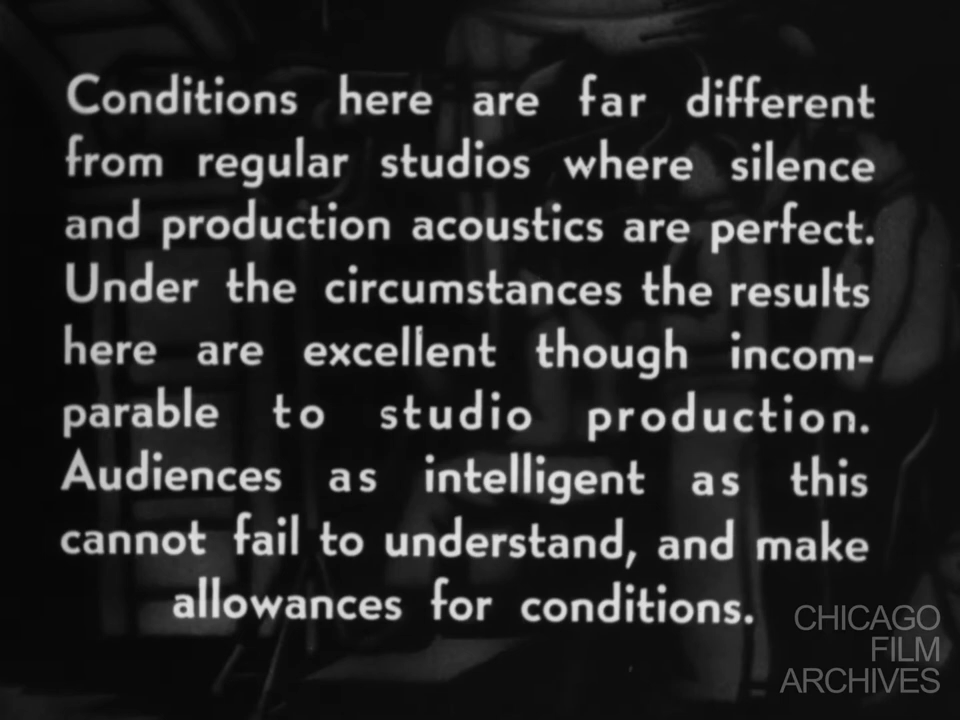 Conditions here are far different
from regular studios where silence
and production acoustics are perfect.
Under the circumstances the results
here are excellent though incom-
parable to studio production.
Audiences as intelligent as this
cannot fail to understand, and make
allowances for conditions.
CHICAGO
FILM
ARCHIVES